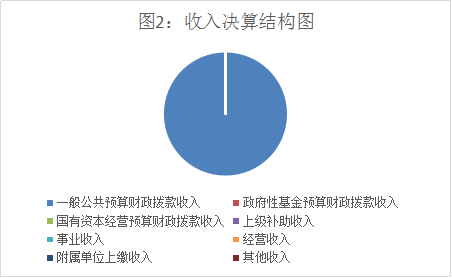 图2：收入决算结构图
一般公共预算财政拨款收入 政府性基金预算财政拨款收入
国有资本经营预算财政拨款收入 上级补助收入
事业收入 经营收入
附属单位上缴收入 其他收入